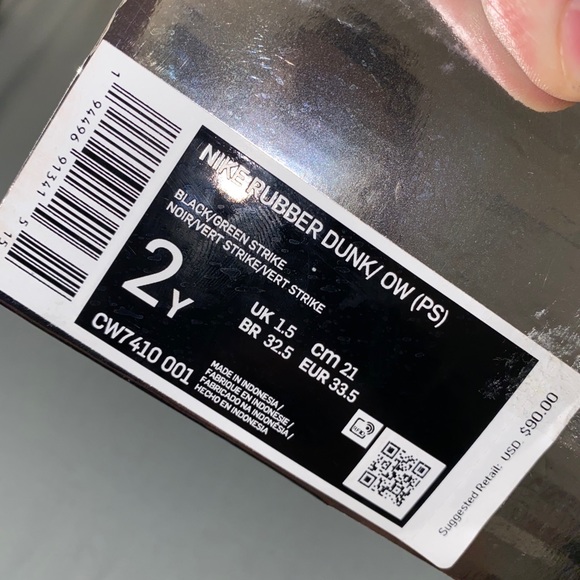 1 94496 91341 5 15
NIKE RUBBER DUNK/ OW (PS)
BLACK/GREEN STRIKE
NOIR/VERT STRIKE/VERT STRIKE
2Y
UK 1.5 cm 21
BR 32.5 EUR 33.5
CW7410 001
MADE IN INDONESIA /
FABRIQUE EN INDONESIE /
FABRICADO NA INDONÉSIA /
HECHO EN INDONESIA
Suggested Retail: USD $90.00